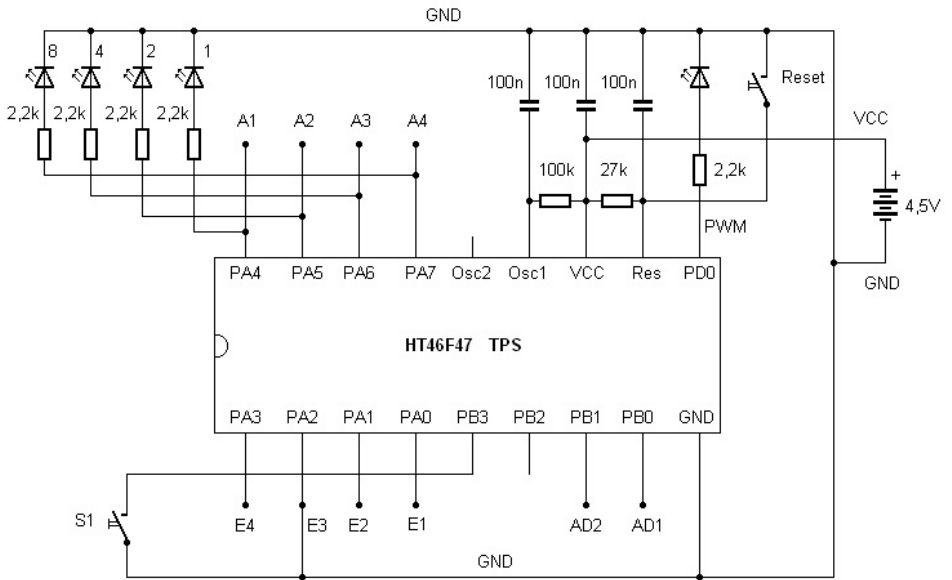 GND
8 4 2 1
100n 100n 100n
Reset
2,2k 2,2k 2,2k 2,2k
A1 A2 A3 A4
VCC
100k 27k 2,2k
+
4,5V
PWM
PA4 PA5 PA6 PA7 Osc2 Osc1 VCC Res PD0
GND
HT46F47 TPS
PA3 PA2 PA1 PA0 PB3 PB2 PB1 PB0 GND
S1
E4 E3 E2 E1 AD2 AD1
GND